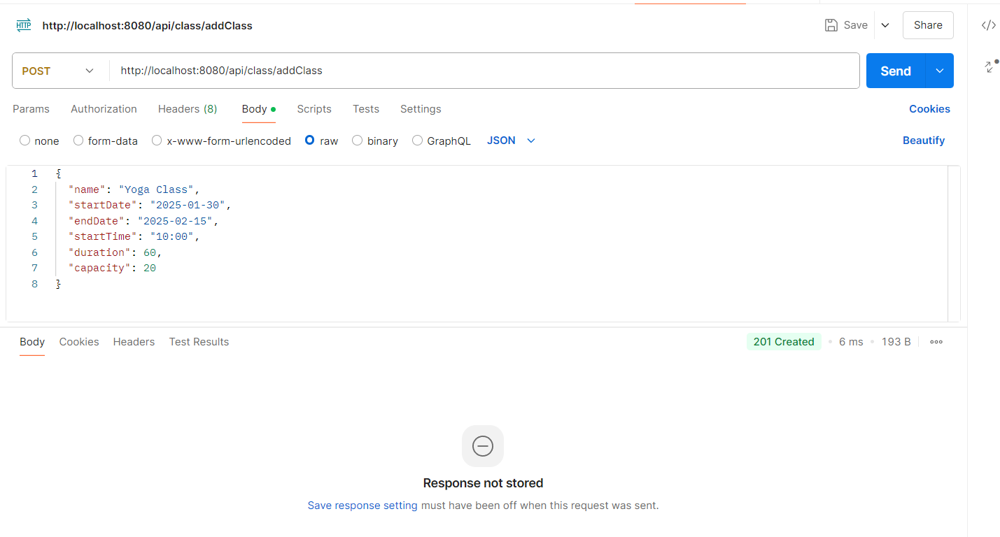 HTTP http://localhost:8080/api/class/addClass Save Share </>
POST http://localhost:8080/api/class/addClass Send
Params Authorization Headers (8) Body Scripts Tests Settings Cookies
none form-data x-www-form-urlencoded raw binary GraphQL JSON Beautify
1 {
2 "name": "Yoga Class",
3 "startDate": "2025-01-30",
4 "endDate": "2025-02-15",
5 "startTime": "10:00",
6 "duration": 60,
7 "capacity": 20
8 }
Body Cookies Headers Test Results 201 Created 6 ms 193 B
Response not stored
Save response setting must have been off when this request was sent.